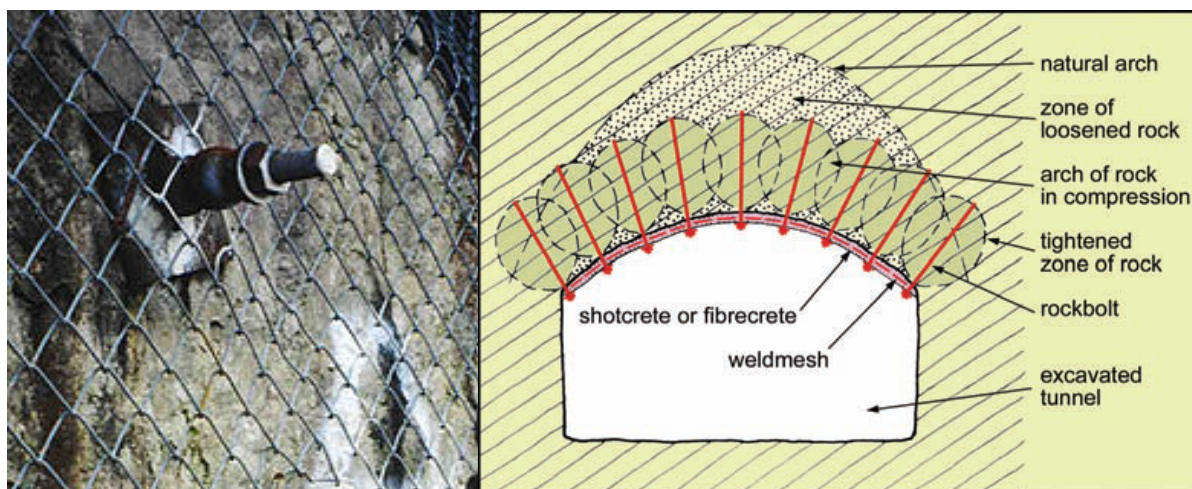 natural arch
zone of
loosened rock
arch of rock
in compression
tightened
zone of rock
rockbolt
shotcrete or fibrecrete
weldmesh
excavated
tunnel